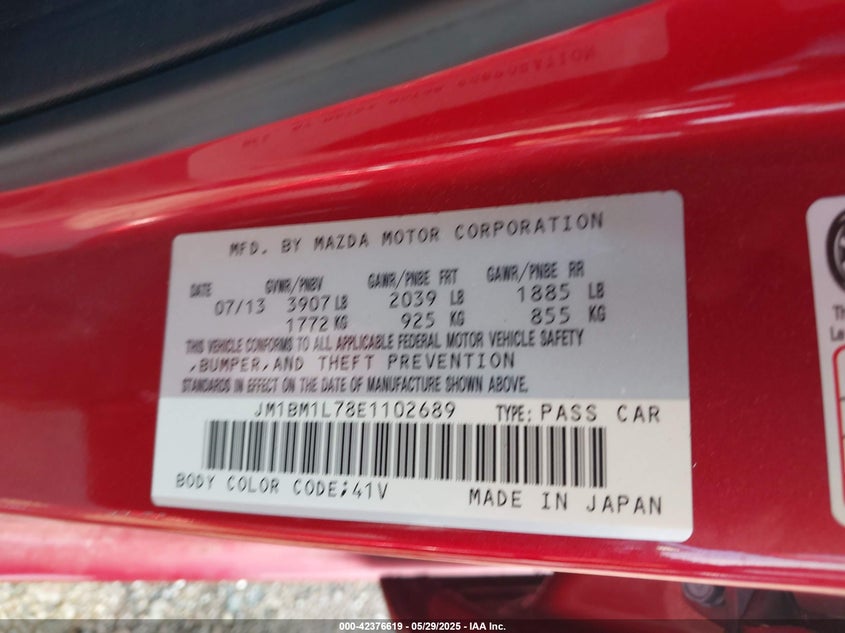 MFD. BY MAZDA MOTOR CORPORATION
DATE GVWR/PNBV GAWR/PNBE FRT GAWR/PNBE RR
07/13 3907 LB 2039 LB 1885 LB
1772 KG 925 KG 855 KG
THIS VEHICLE CONFORMS TO ALL APPLICABLE FEDERAL MOTOR VEHICLE SAFETY
,BUMPER,AND THEFT PREVENTION
STANDARDS IN EFFECT ON THE DATE OF MANUFACTURE SHOWN ABOVE.
JM1BM1L78E1102689 TYPE: PASS CAR
BODY COLOR CODE;41V
MADE IN JAPAN
Th
La
000-42376619 - 05/29/2025 - IAA Inc.